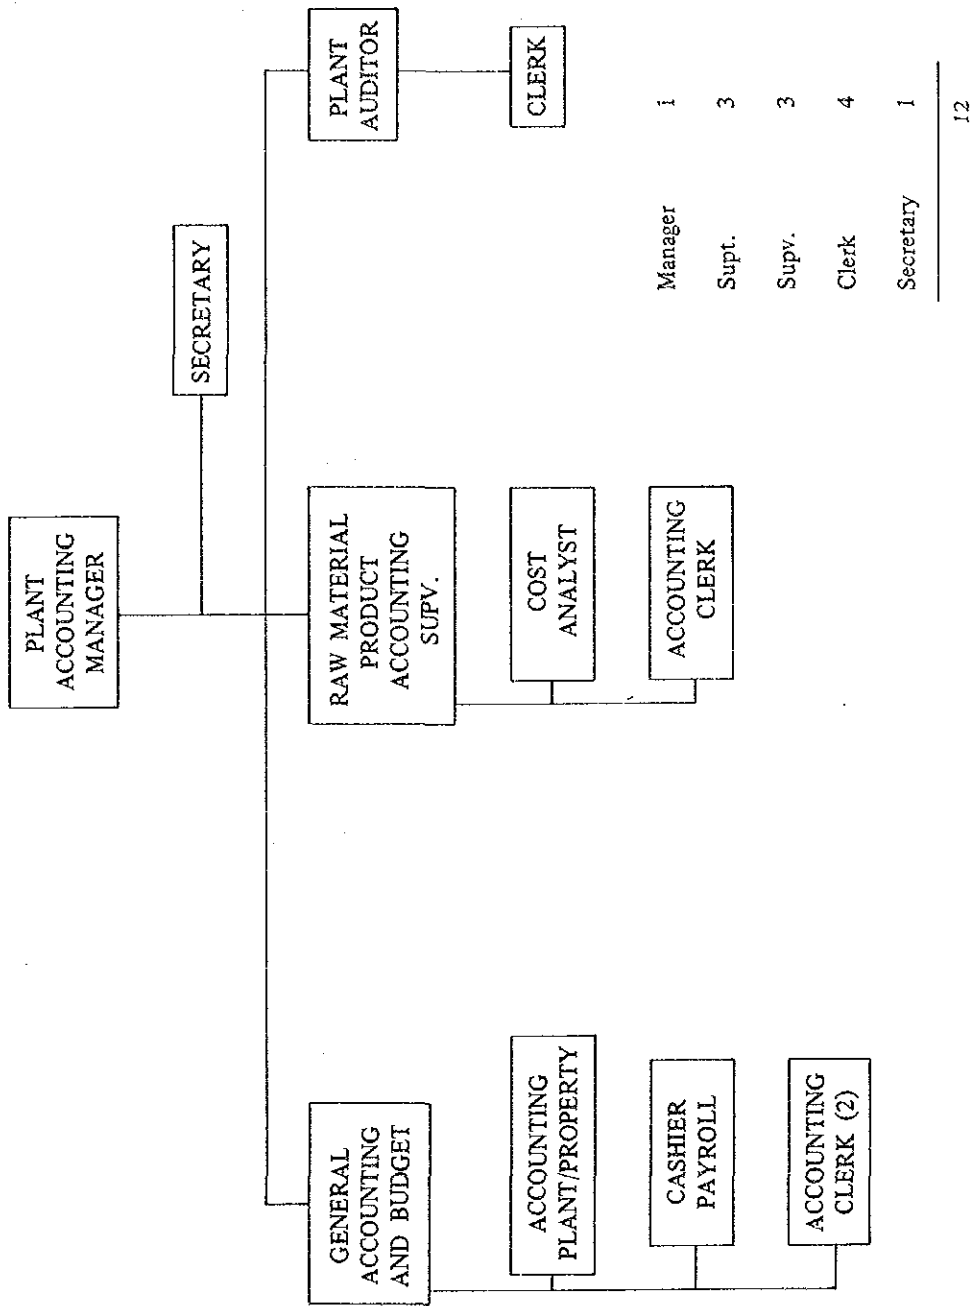 PLANT
ACCOUNTING
MANAGER
SECRETARY
GENERAL
ACCOUNTING
AND BUDGET
RAW MATERIAL
PRODUCT
ACCOUNTING
SUPV.
PLANT
AUDITOR
ACCOUNTING
PLANT/PROPERTY
COST
ANALYST
CLERK
CASHIER
PAYROLL
ACCOUNTING
CLERK
ACCOUNTING
CLERK (2)
Manager 1
Supt. 3
Supv. 3
Clerk 4
Secretary 1
12